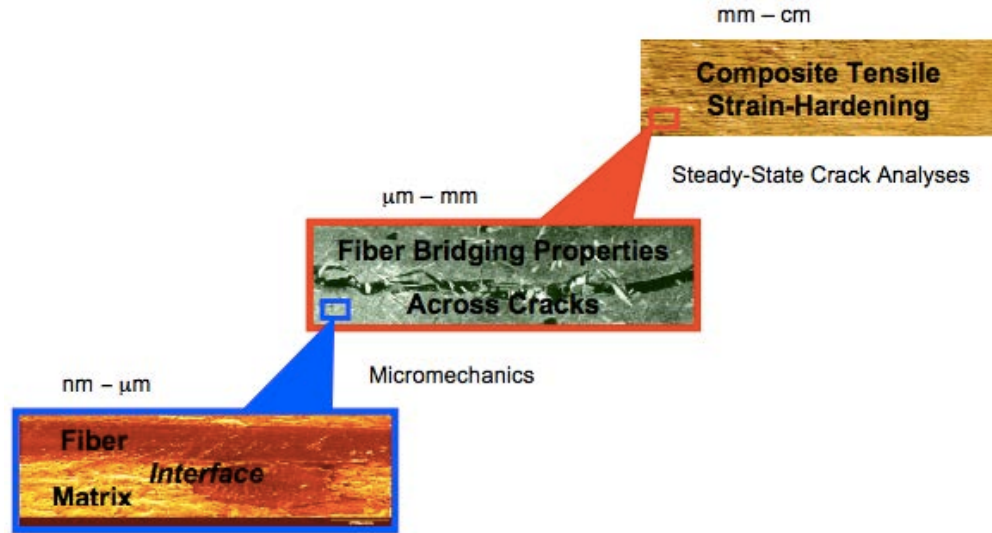 mm – cm
Composite Tensile
Strain-Hardening
Steady-State Crack Analyses
μm – mm
Fiber Bridging Properties
Across Cracks
Micromechanics
nm – μm
Fiber
Interface
Matrix